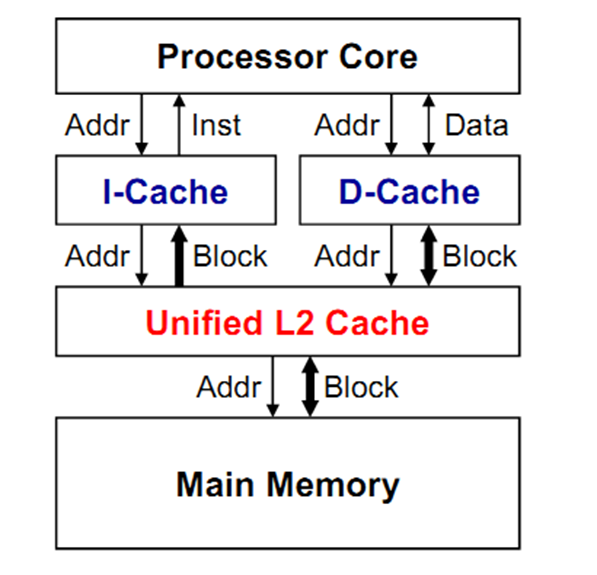 Processor Core
Addr Inst Addr Data
I-Cache D-Cache
Addr Block Addr Block
Unified L2 Cache
Addr Block
Main Memory